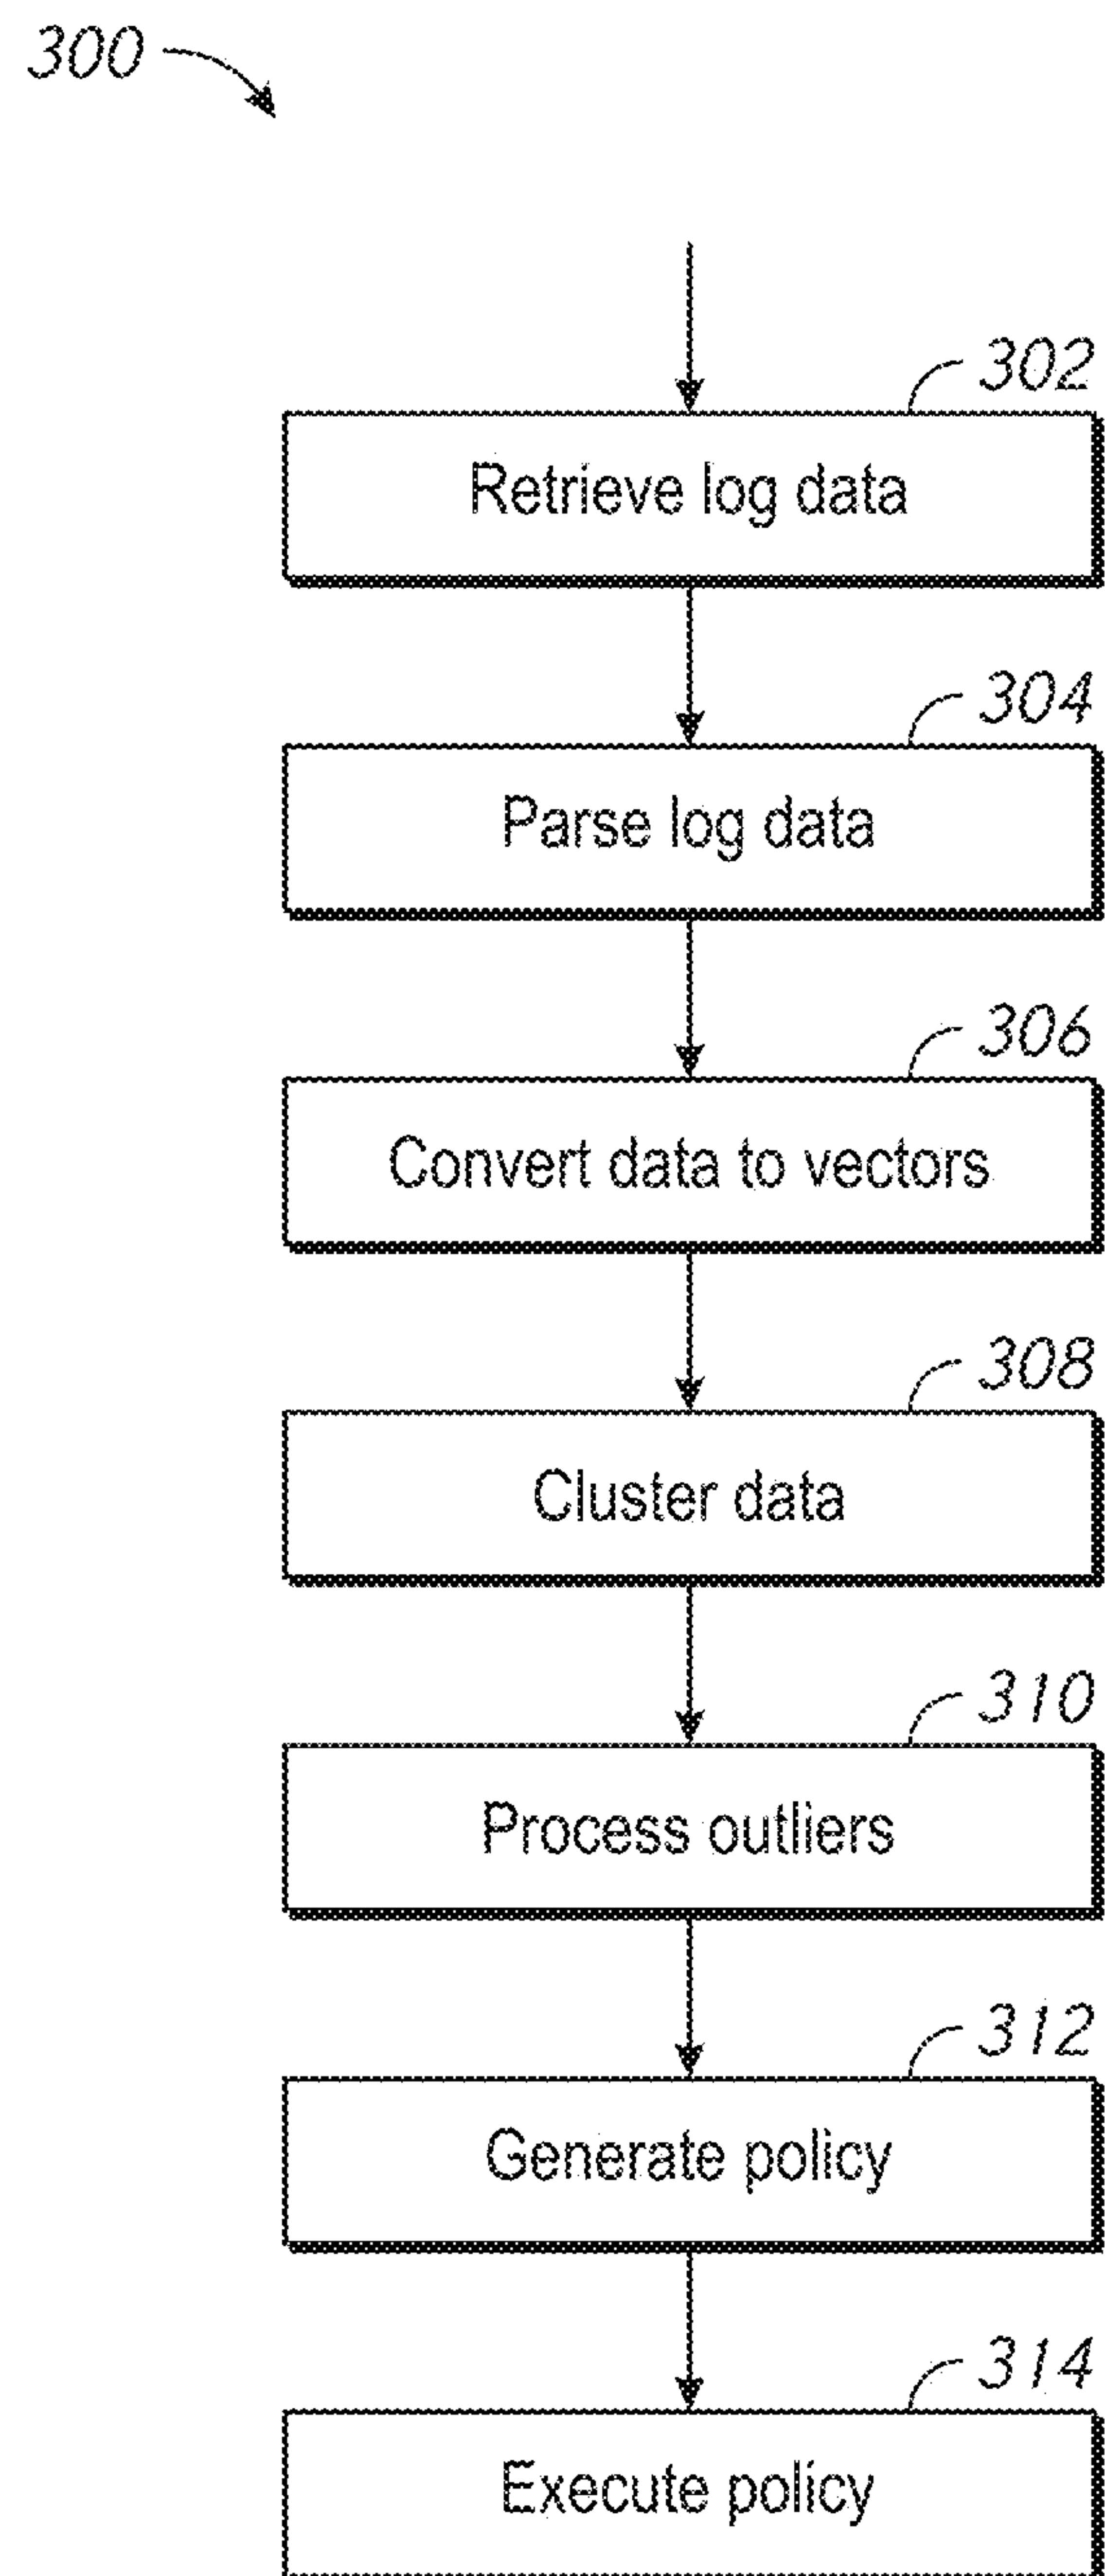 300
302
Retrieve log data
304
Parse log data
306
Convert data to vectors
308
Cluster data
310
Process outliers
312
Generate policy
314
Execute policy